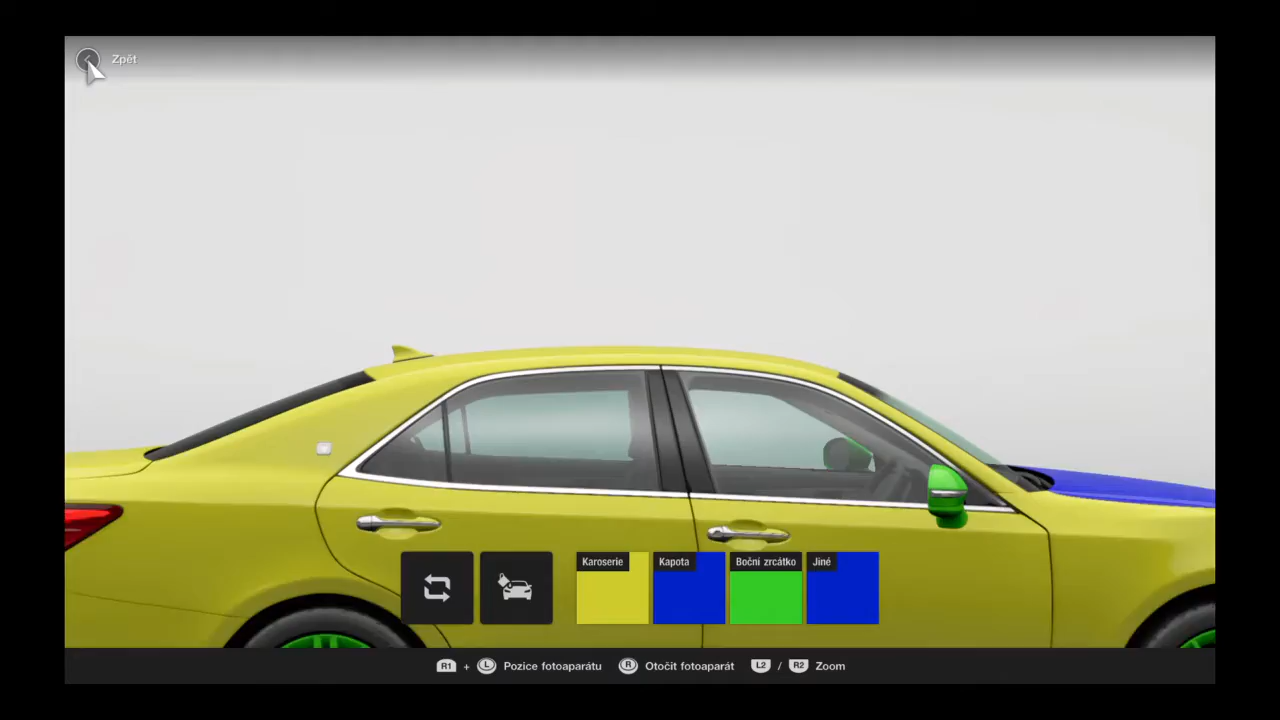 Zpět
Karoserie
Kapota
Boční zrcátko
Jiné
R1 + L Pozice fotoaparátu R Otočit fotoaparát L2 / R2 Zoom